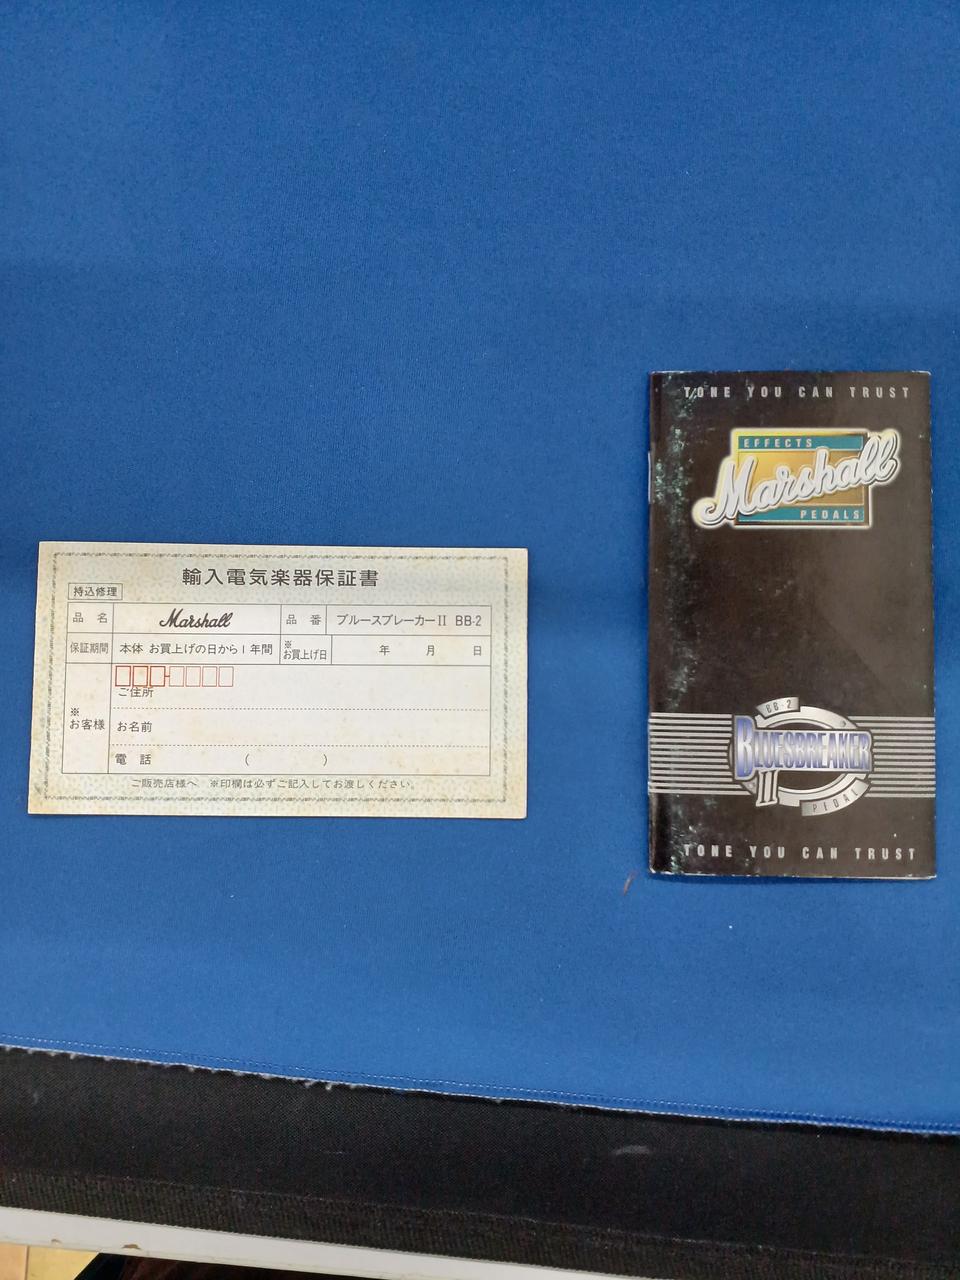 輸入電気楽器保証書
持込修理
品名 Marshall 品番 ブルースブレーカーII BB-2
保証期間 本体 お買上げの日から1年間 ※お買上げ日 年 月 日
※お客様
ご住所
お名前
電話 ( )
ご販売店様へ ※印欄は必ずご記入してお渡しください。
TONE YOU CAN TRUST
EFFECTS
Marshall
PEDALS
BB-2
BLUESBREAKER
II
PEDAL
TONE YOU CAN TRUST